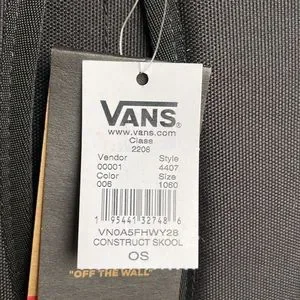 VANS®
www.vans.com
Class
2206
Vendor Style
00001 4407
Color Size
006 1060
1 95441 32748 6
VN0A5FHWY28
CONSTRUCT SKOOL
OS
"OFF THE WALL"